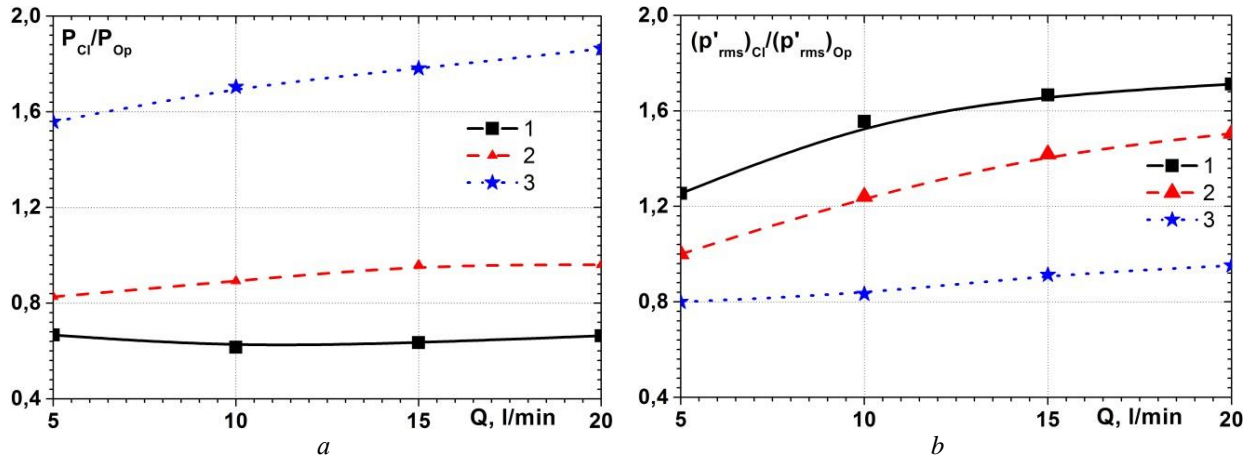 P_Cl/P_Op
2,0
1,6
1,2
0,8
0,4
1
2
3
5 10 15 20
Q, l/min
a
(p'_rms)_Cl/(p'_rms)_Op
2,0
1,6
1,2
0,8
0,4
1
2
3
5 10 15 20
Q, l/min
b